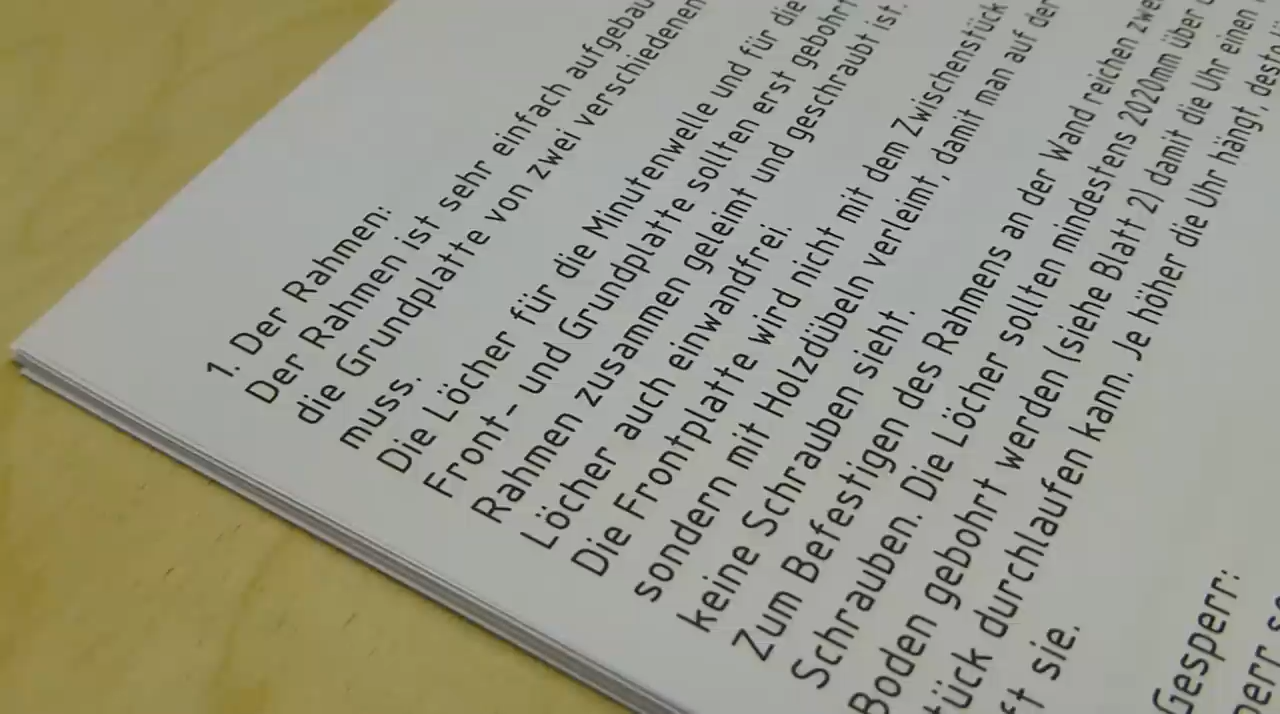 1. Der Rahmen:
Der Rahmen ist sehr einfach
die Grundplatte von zwei verschiedenen
muss.
Die Löcher für die Minutenwelle und für die
Front- und Grundplatte sollten erst gebohrt
Rahmen zusammen geleimt und geschraubt ist.
Löcher auch einwandfrei.
Die Frontplatte wird nicht mit dem Zwischenstück
sondern mit Holzdübeln verleimt, damit man auf der
keine Schrauben sieht.
Zum Befestigen des Rahmens an der Wand reichen
Schrauben. Die Löcher sollten mindestens 2020mm über
Boden gebohrt werden (siehe Blatt 2) damit die Uhr einen
durchlaufen kann. Je höher die Uhr hängt,
sie.
Gesperr: